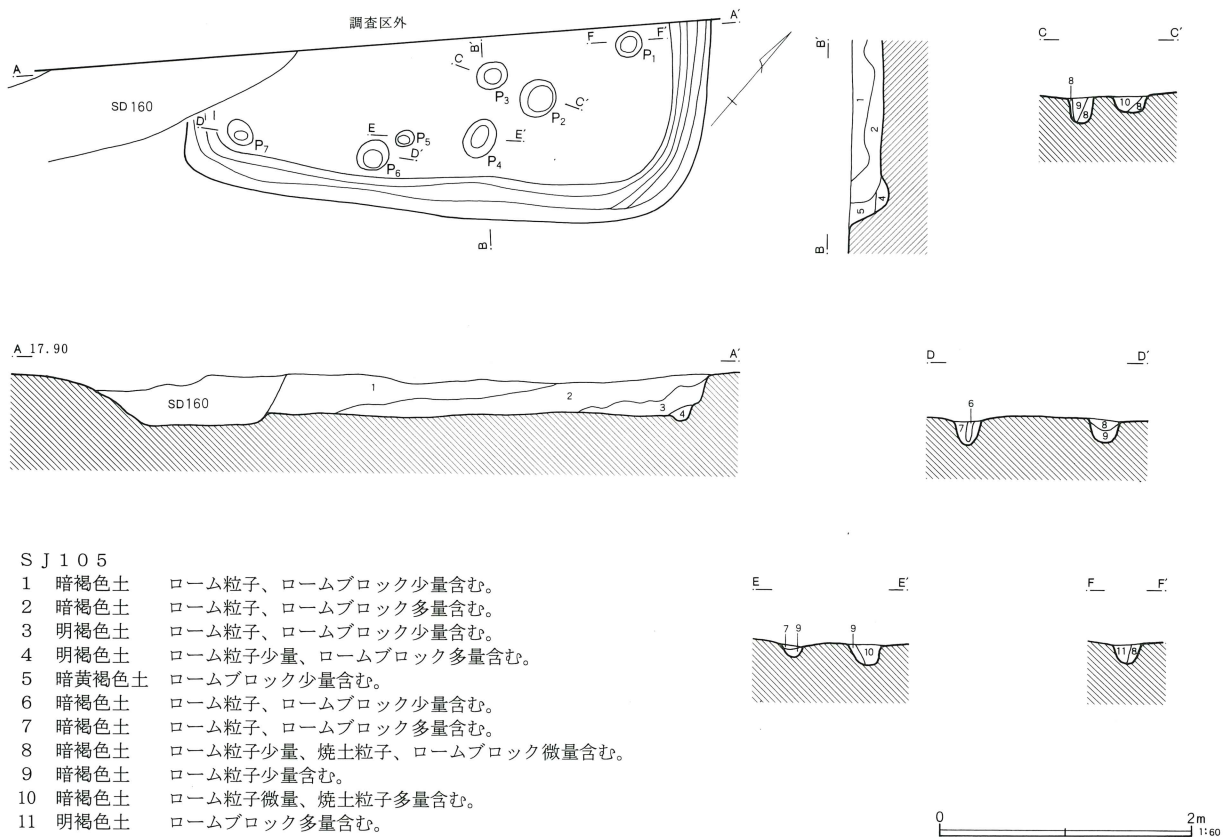 調査区外
A A′
B B′
C C′
D D′
E E′
F F′
SD160
P1
P2
P3
P4
P5
P6
P7
B B′
1
2
4
5
C C′
8
9
8
10
8
A 17.90 A′
SD160
1
2
3
4
D D′
6
7
8
9
SJ105
1 暗褐色土 ローム粒子、ロームブロック少量含む。
2 暗褐色土 ローム粒子、ロームブロック多量含む。
3 明褐色土 ローム粒子、ロームブロック少量含む。
4 明褐色土 ローム粒子少量、ロームブロック多量含む。
5 暗黄褐色土 ロームブロック少量含む。
6 暗褐色土 ローム粒子、ロームブロック少量含む。
7 暗褐色土 ローム粒子、ロームブロック多量含む。
8 暗褐色土 ローム粒子少量、焼土粒子、ロームブロック微量含む。
9 暗褐色土 ローム粒子少量含む。
10 暗褐色土 ローム粒子微量、焼土粒子多量含む。
11 明褐色土 ロームブロック多量含む。
E E′
7 9 9
10
F F′
11 8
0 2m
1:60